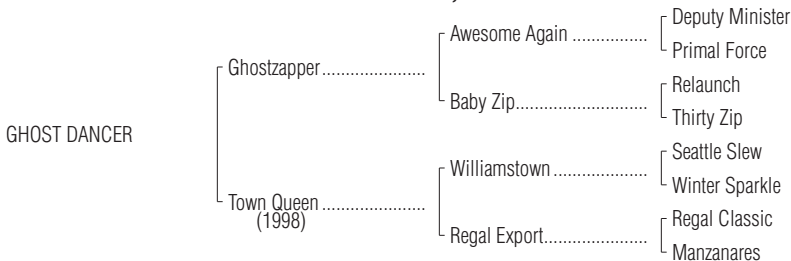 Deputy Minister
Awesome Again ..................
Primal Force
Ghostzapper......................
Relaunch
Baby Zip...............................
Thirty Zip
GHOST DANCER
Seattle Slew
Williamstown ......................
Winter Sparkle
Town Queen ......................
(1998)
Regal Classic
Regal Export........................
Manzanares